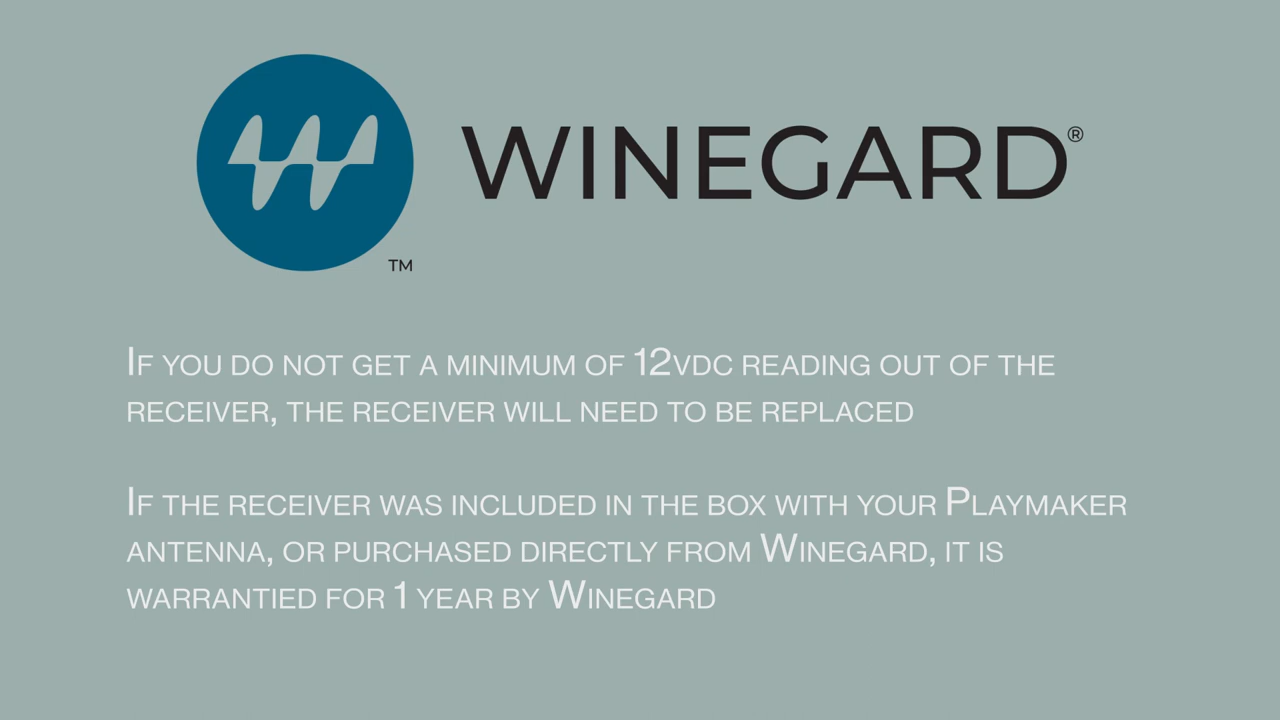 WINEGARD®
TM
If you do not get a minimum of 12vdc reading out of the
receiver, the receiver will need to be replaced
If the receiver was included in the box with your Playmaker
antenna, or purchased directly from Winegard, it is
warrantied for 1 year by Winegard